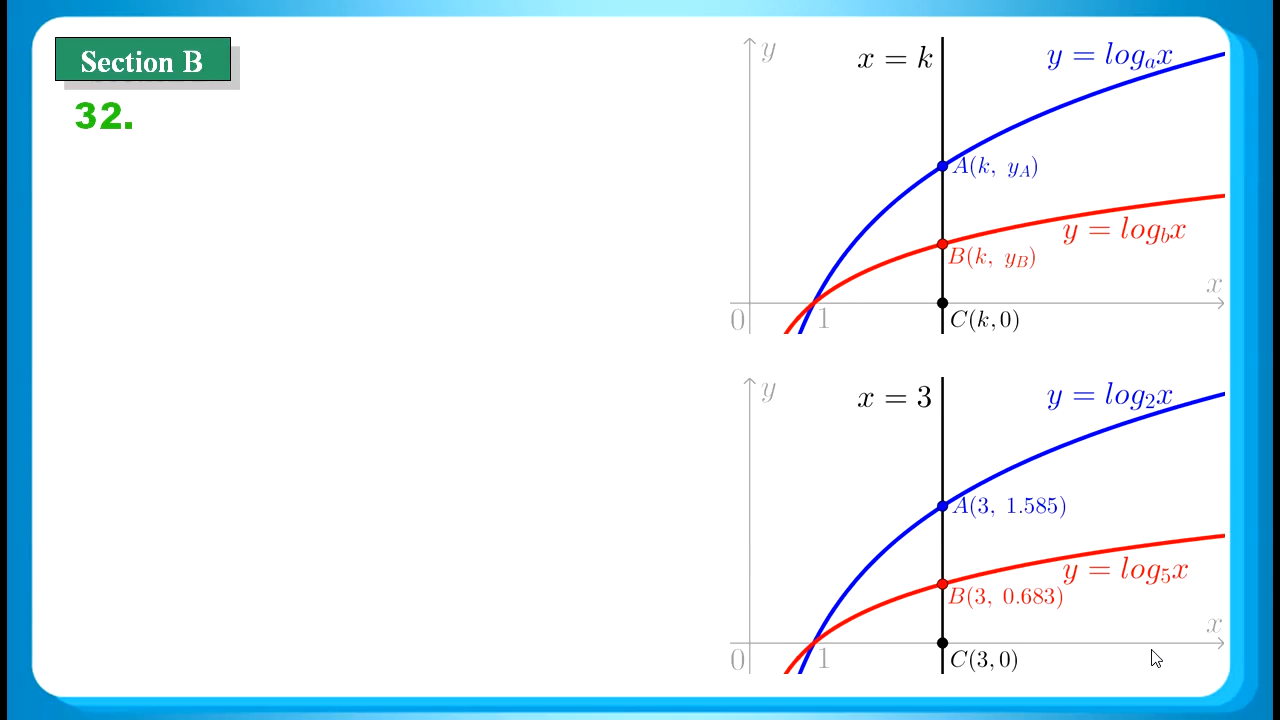 Section B
32.
y
x = k
y = logₐx
A(k, y_A)
y = log_bx
B(k, y_B)
x
0
1
C(k, 0)
y
x = 3
y = log₂x
A(3, 1.585)
y = log₅x
B(3, 0.683)
x
0
1
C(3, 0)